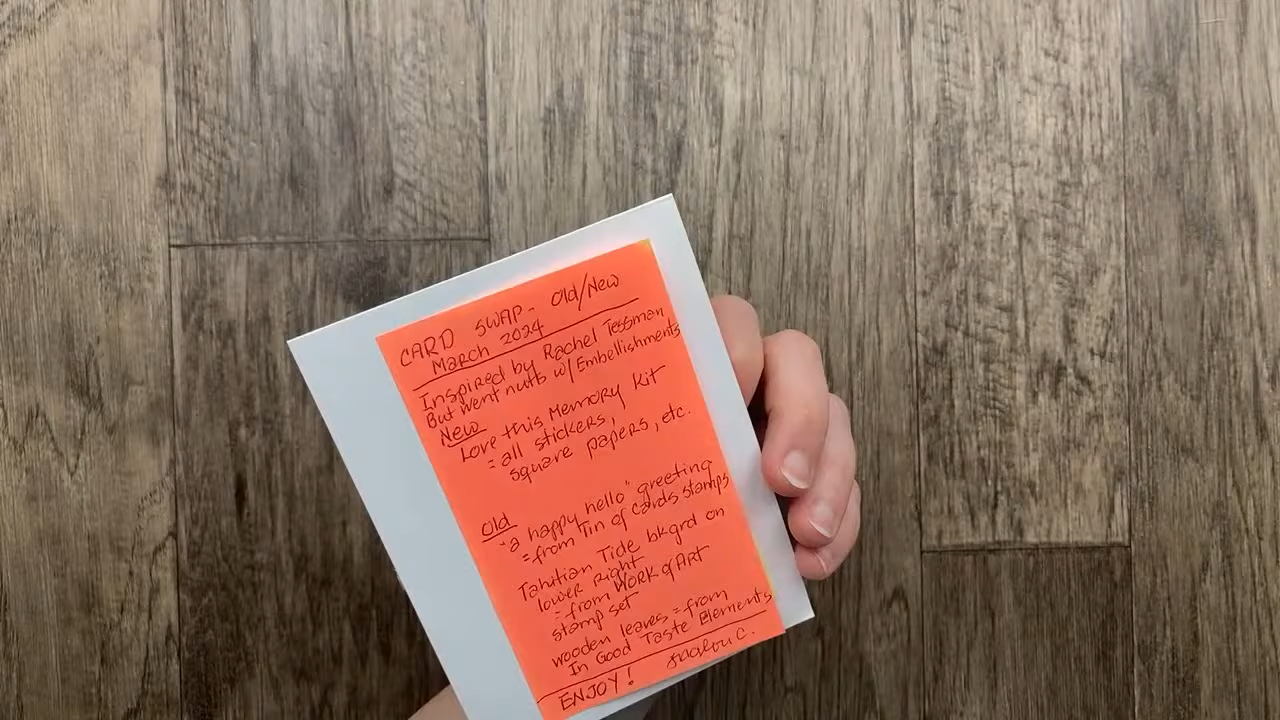 CARD SWAP - Old/New
March 2024
Inspired by Rachel Tessman
But went nuts w/Embellishments
New
Love this Memory Kit
= all stickers,
square papers, etc.
Old
"a happy hello" greeting
= from Tin of cards stamps
Tahitian Tide bkgrd on
lower right
= from WORK of ART
stamp set
wooden leaves = from
In Good Taste Elements
ENJOY! C.